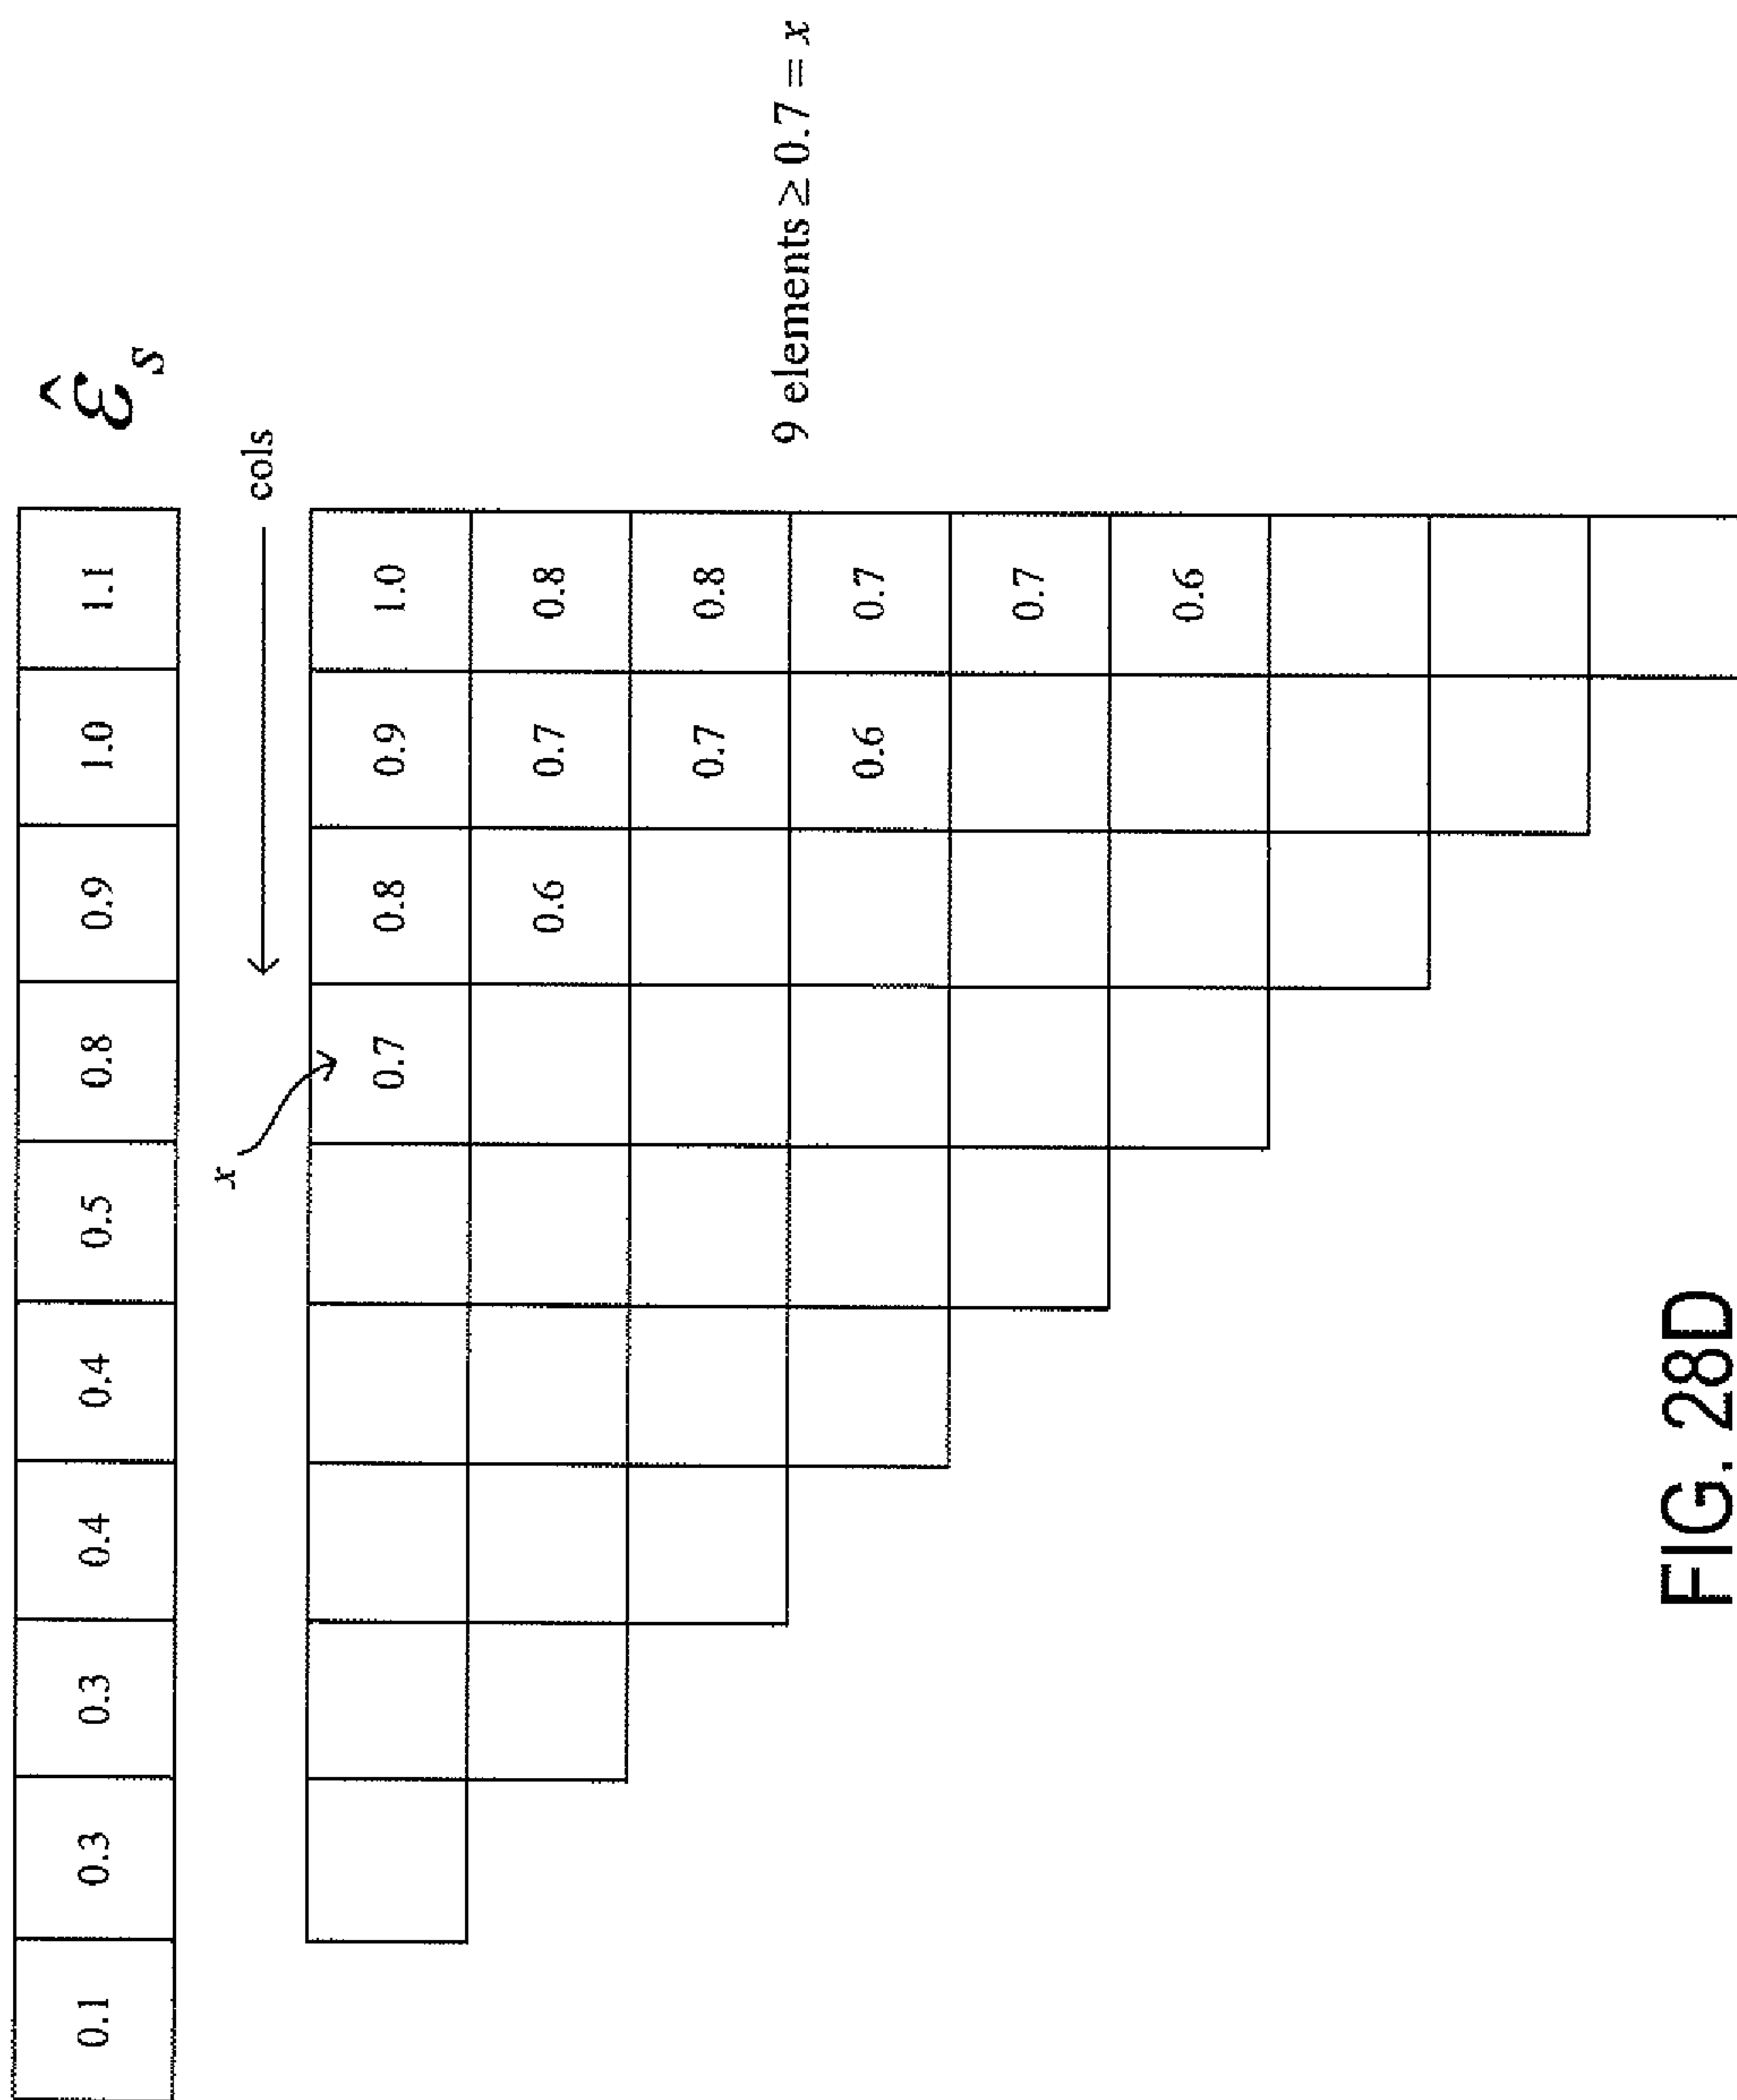 0.1 0.3 0.3 0.4 0.4 0.5 0.8 0.9 1.0 1.1 ε̂ₛ
x
cols
0.7 0.8 0.9 1.0
0.6 0.7 0.8
0.7 0.8
9 elements ≥ 0.7 = x
0.6 0.7
0.7
0.6
FIG. 28D